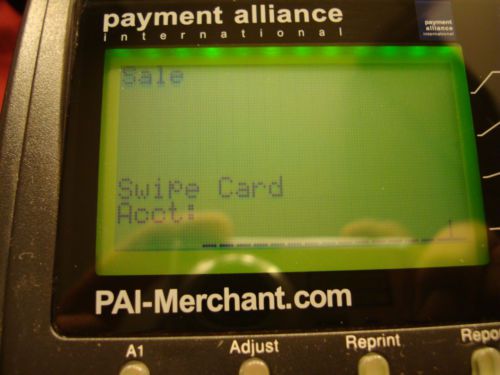 payment alliance
international
payment
alliance
international
Sale
Swipe Card
Acct:
PAI-Merchant.com
A1 Adjust Reprint